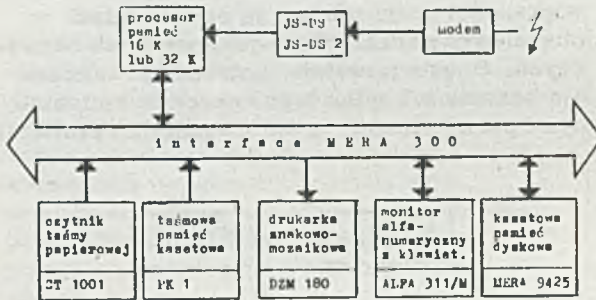 procesor
pamięć
16 K
lub 32 K
JS-DS 1
JS-DS 2
modem
interface MERA 300
czytnik
taśmy
papierowej
CT 1001
taśmowa
pamięć
kasetowa
PK 1
drukarka
znakowo-
mozaikowa
DZM 180
monitor
alfa-
numeryczny
z klawiat.
ALFA 311/M
kasetowa
pamięć
dyskowa
MERA 9425